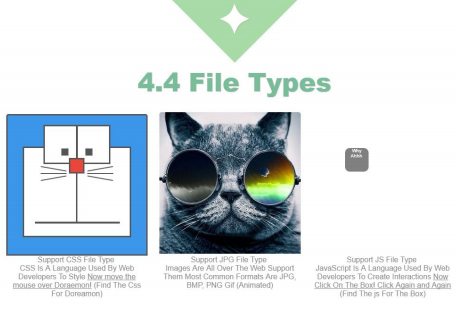 4.4 File Types
Why
Ahhh
Support CSS File Type
CSS Is A Language Used By Web
Developers To Style Now move the
mouse over Doraemon! (Find The Css
For Doreamon)
Support JPG File Type
Images Are All Over The Web Support
Them Most Common Formats Are JPG,
BMP, PNG Gif (Animated)
Support JS File Type
JavaScript Is A Language Used By Web
Developers To Create Interactions Now
Click On The Box! Click Again and Again
(Find The js For The Box)